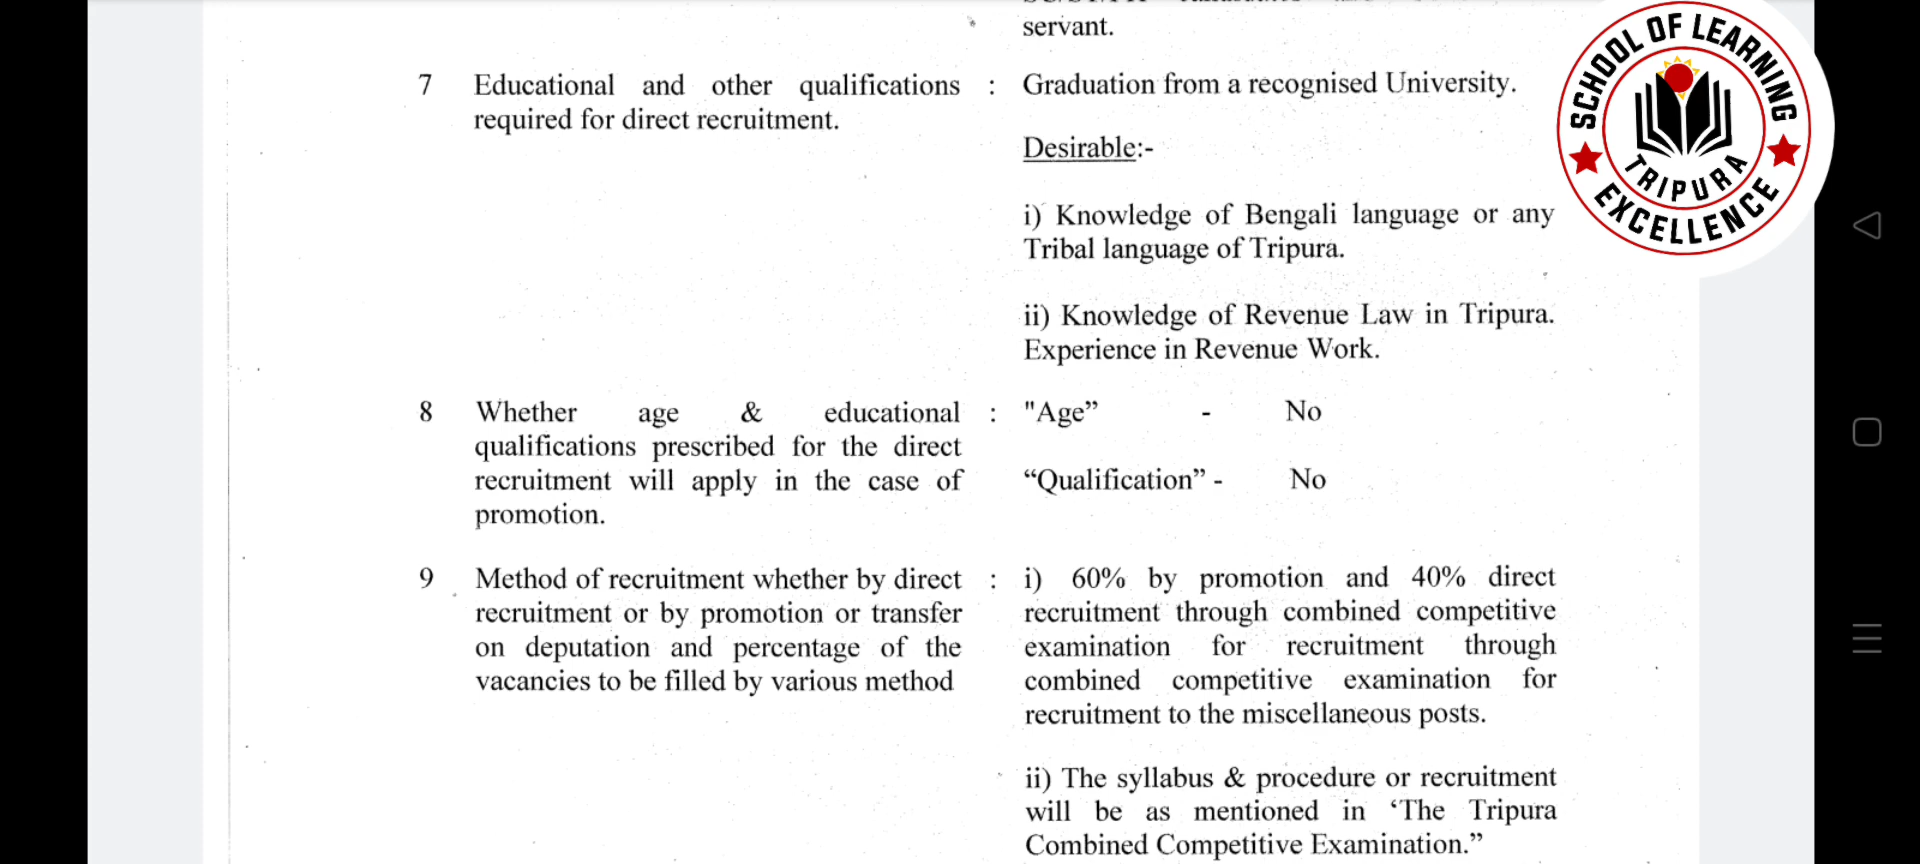 servant.
7 Educational and other qualifications : Graduation from a recognised University.
required for direct recruitment.
Desirable:-
i) Knowledge of Bengali language or any
Tribal language of Tripura.
ii) Knowledge of Revenue Law in Tripura.
Experience in Revenue Work.
8 Whether age & educational : "Age” - No
qualifications prescribed for the direct
recruitment will apply in the case of “Qualification” - No
promotion.
9 Method of recruitment whether by direct : i) 60% by promotion and 40% direct
recruitment or by promotion or transfer recruitment through combined competitive
on deputation and percentage of the examination for recruitment through
vacancies to be filled by various method combined competitive examination for
recruitment to the miscellaneous posts.
ii) The syllabus & procedure or recruitment
will be as mentioned in ‘The Tripura
Combined Competitive Examination.”
SCHOOL OF LEARNING
TRIPURA
EXCELLENCE